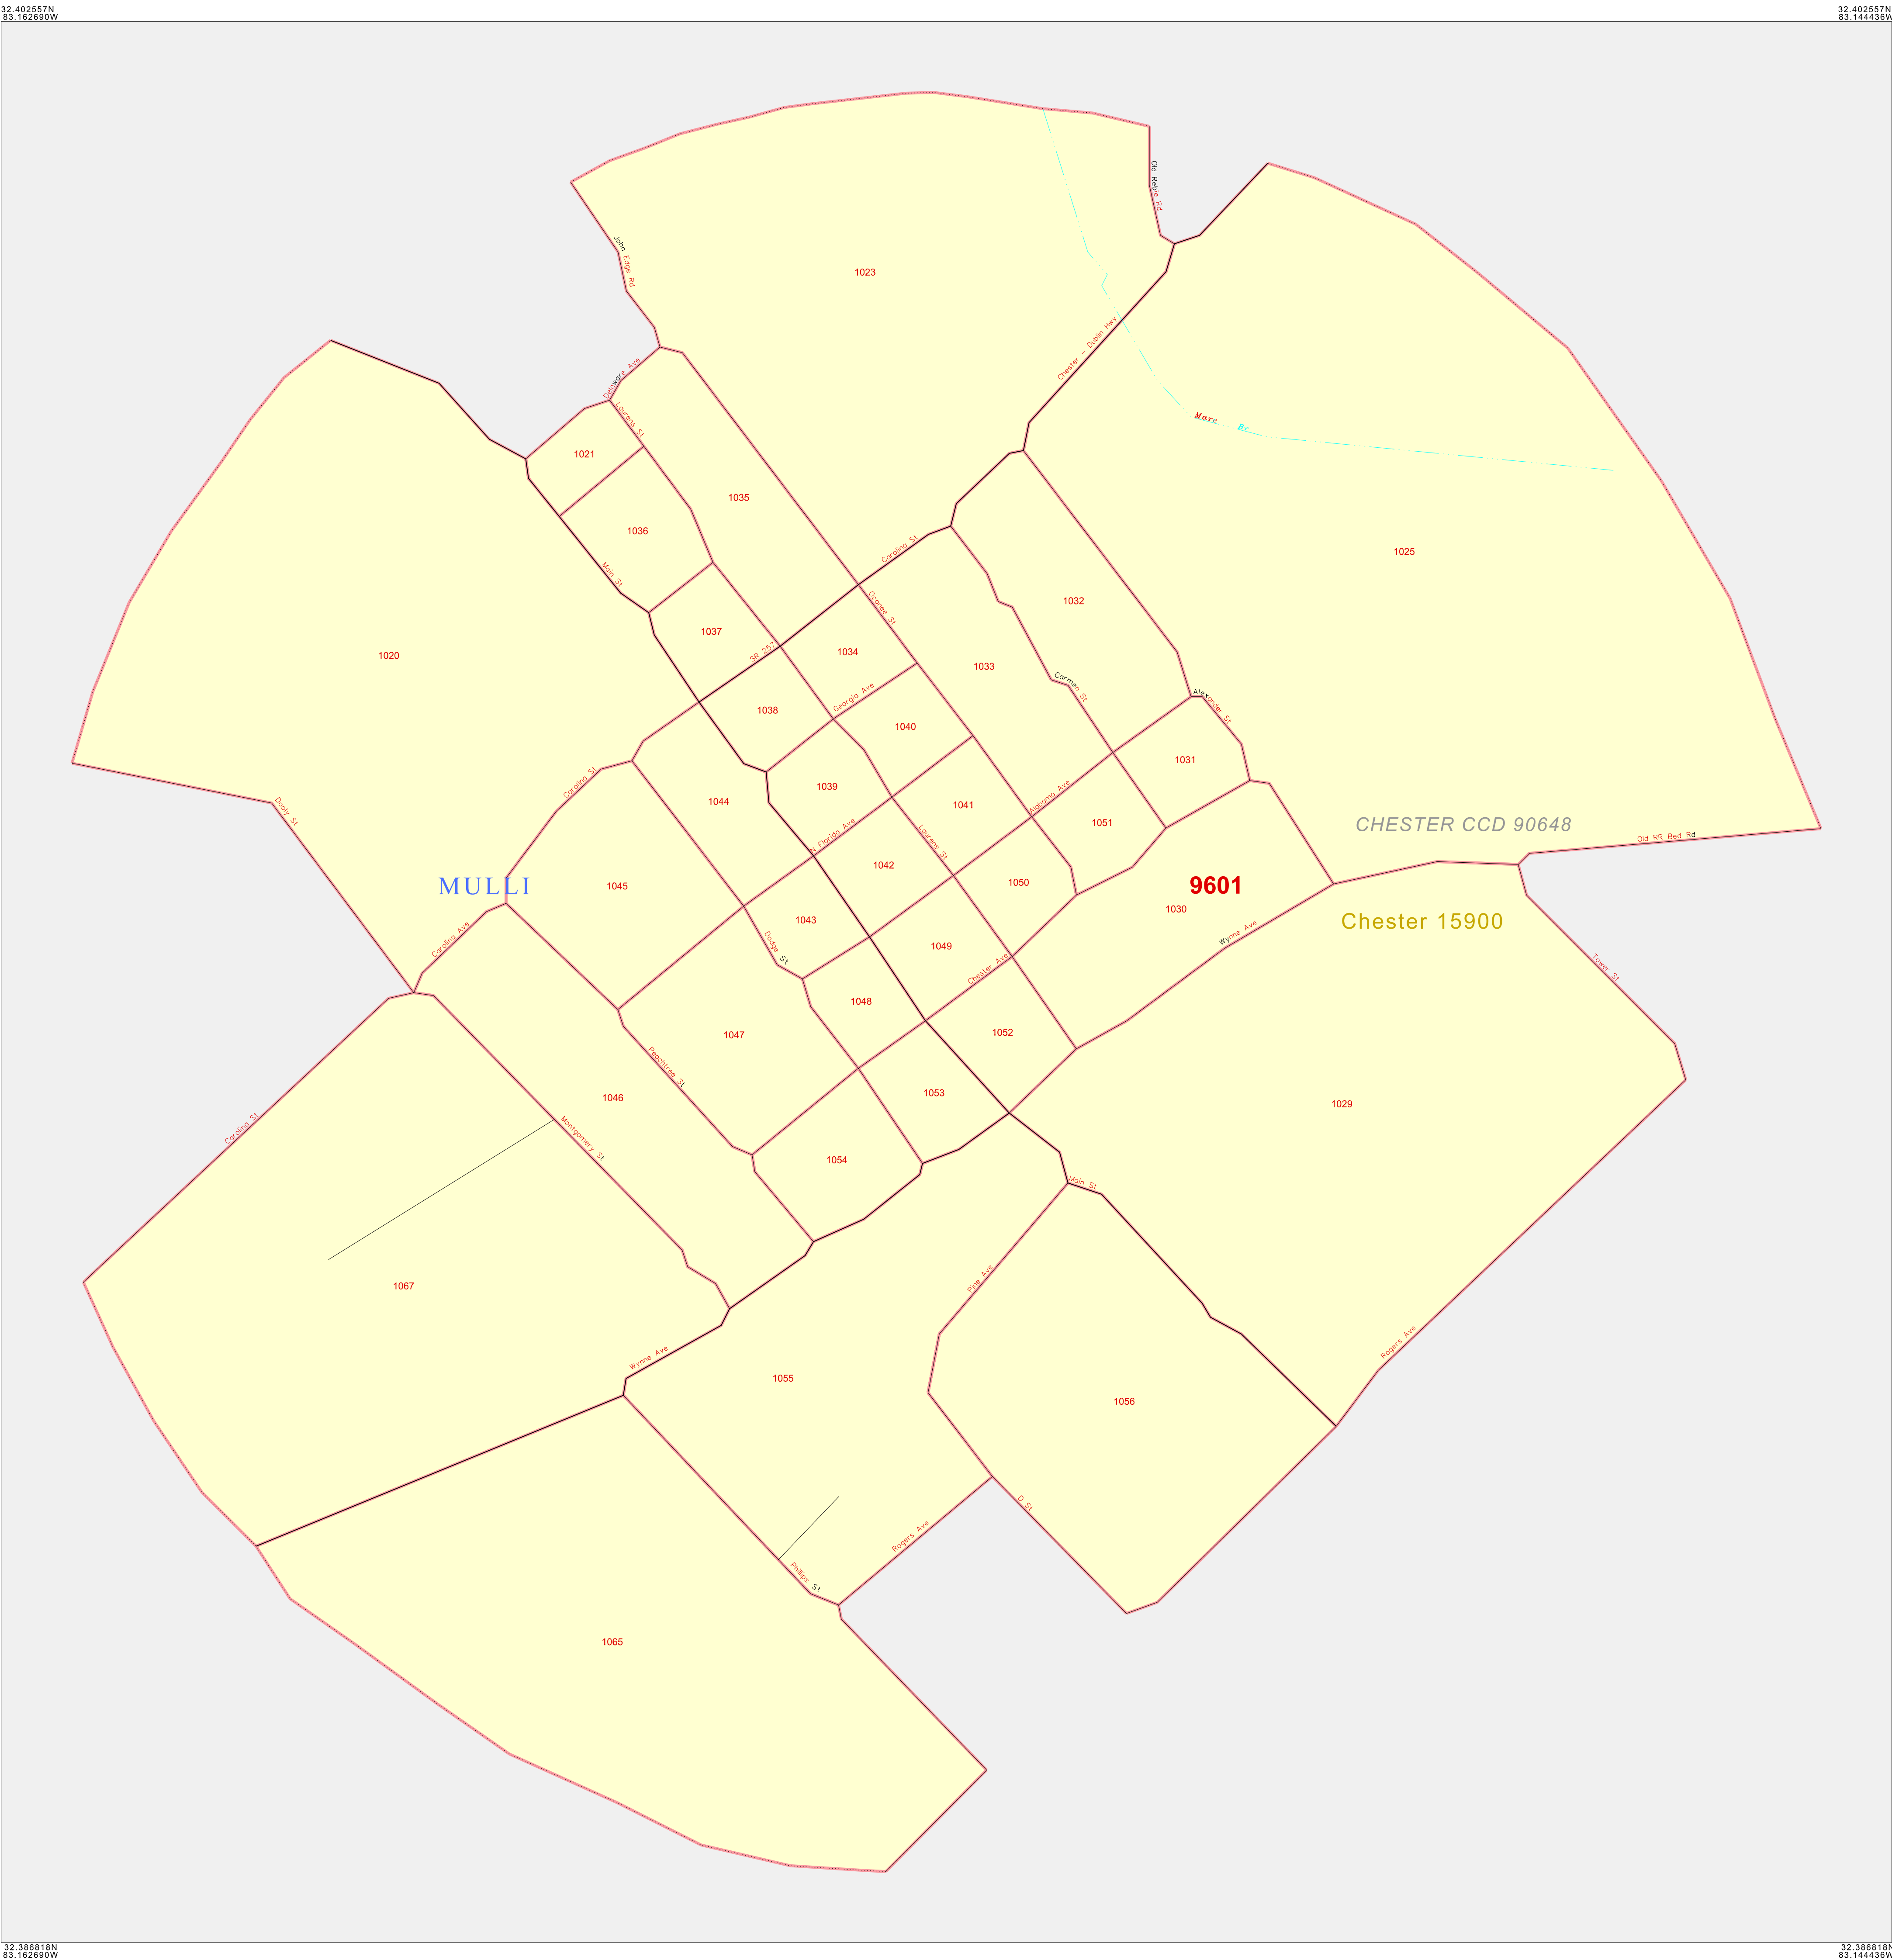 32.402557N
83.162690W
32.402557N
83.144436W
Old Rebie Rd
John Edge Rd
1023
Chester - Dublin Hwy
Delaware Ave
Laurens St
Mare Br
1021
1035
1036
Carolina St
1025
Main St
Oconee St
1032
1037
SR 257
1034
1020
1033
Georgia Ave
Carmen St
Alexander St
1038
1040
1031
Carolina St
1044
1039
1041
Alabama Ave
Dooly St
N Florida Ave
1051
CHESTER CCD 90648
Old RR Bed Rd
Laurens St
1042
MULLI
1045
1050
9601
1030
Chester 15900
1043
Carolina Ave
Dodge St
1049
Wynne Ave
Chester Ave
Tower St
1048
1047
1052
Peachtree St
1046
1053
1029
Carolina St
Montgomery St
1054
Main St
Pine Ave
1067
Wynne Ave
Rogers Ave
1055
1056
D St
Rogers Ave
Phillips St
1065
32.386818N
83.162690W
32.386818N
83.144436W